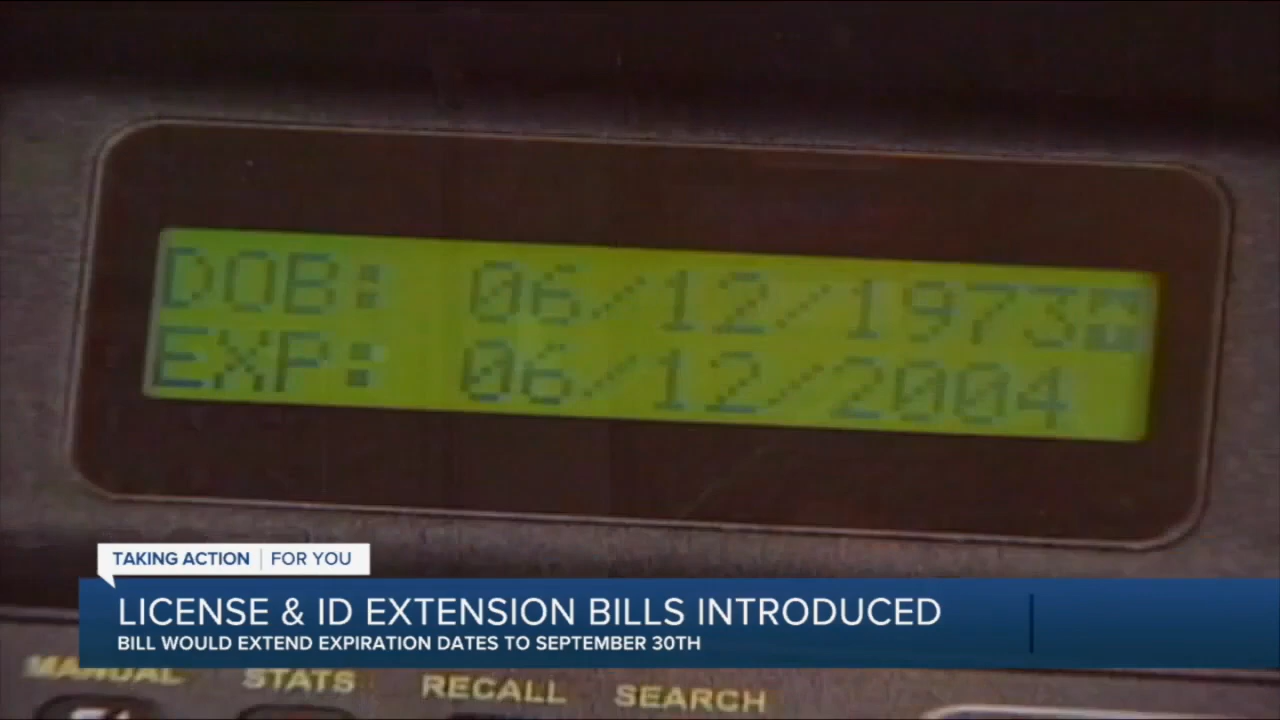 DOB: 06/12/1973
EXP: 06/12/2004
TAKING ACTION FOR YOU
LICENSE & ID EXTENSION BILLS INTRODUCED
BILL WOULD EXTEND EXPIRATION DATES TO SEPTEMBER 30TH
MANUAL STATS RECALL SEARCH